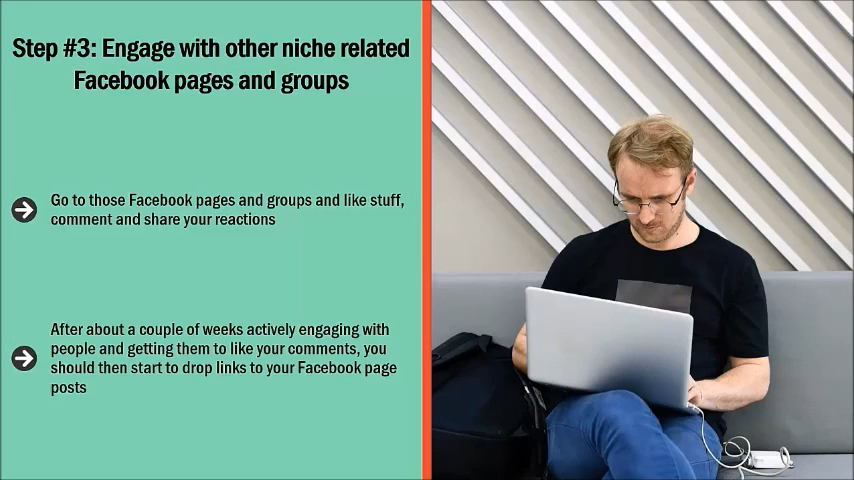 Step #3: Engage with other niche related
Facebook pages and groups
Go to those Facebook pages and groups and like stuff,
comment and share your reactions
After about a couple of weeks actively engaging with
people and getting them to like your comments, you
should then start to drop links to your Facebook page
posts